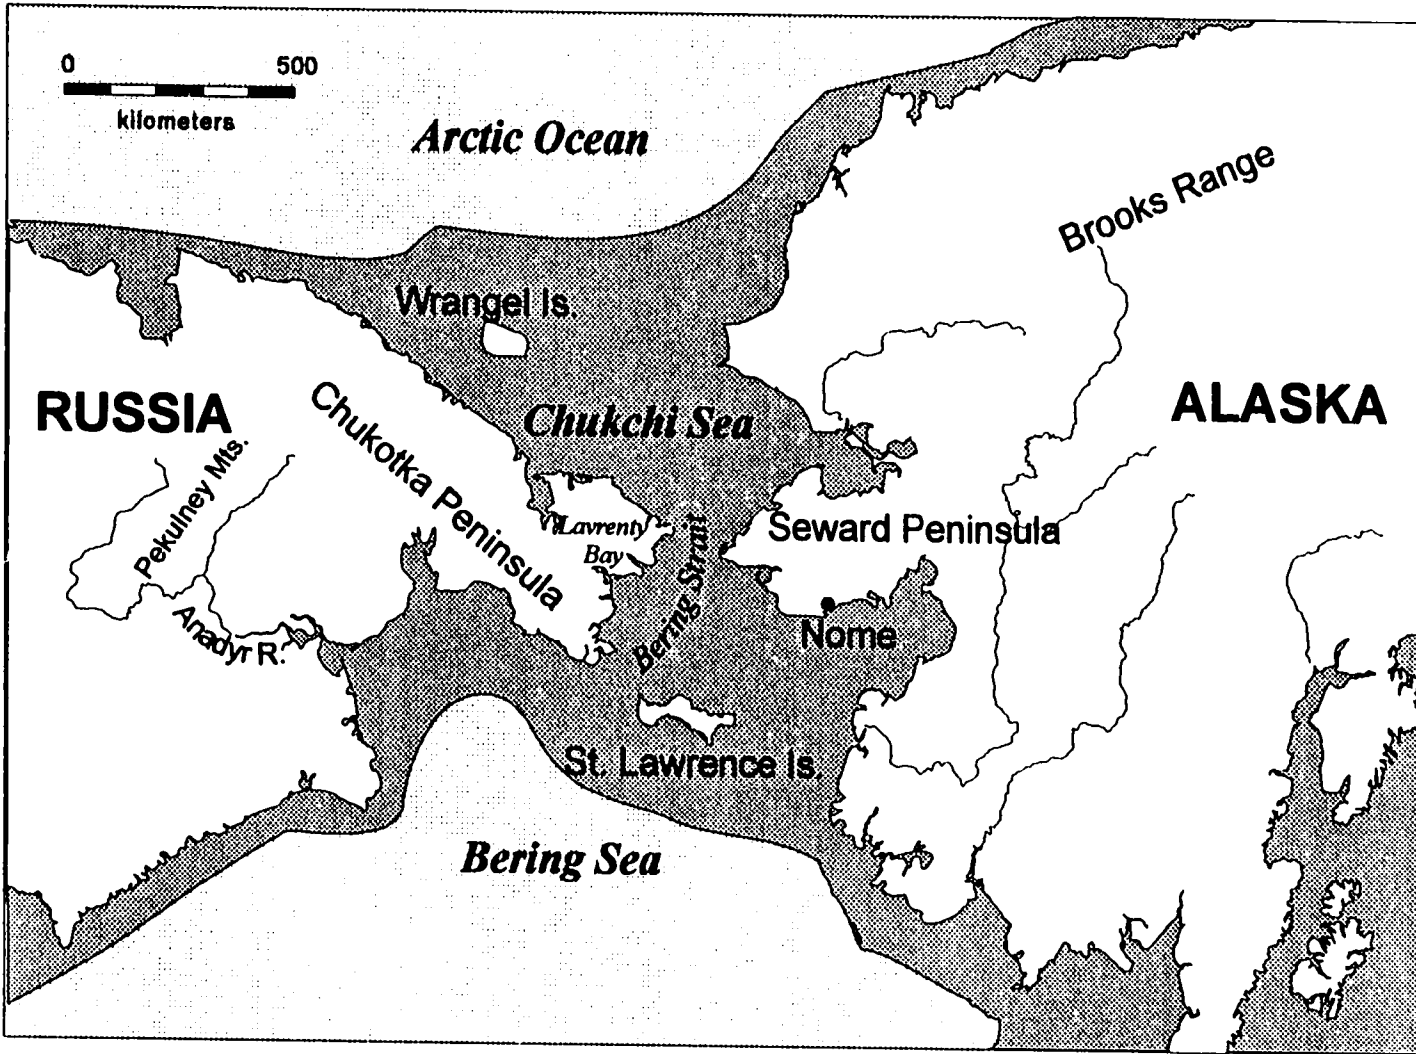 0 500
kilometers
Arctic Ocean
Brooks Range
Wrangel Is.
RUSSIA
ALASKA
Chukchi Sea
Chukotka Peninsula
Pekulney Mts.
Lavrenty
Bay
Seward Peninsula
Bering Strait
Anadyr R.
Nome
St. Lawrence Is.
Bering Sea